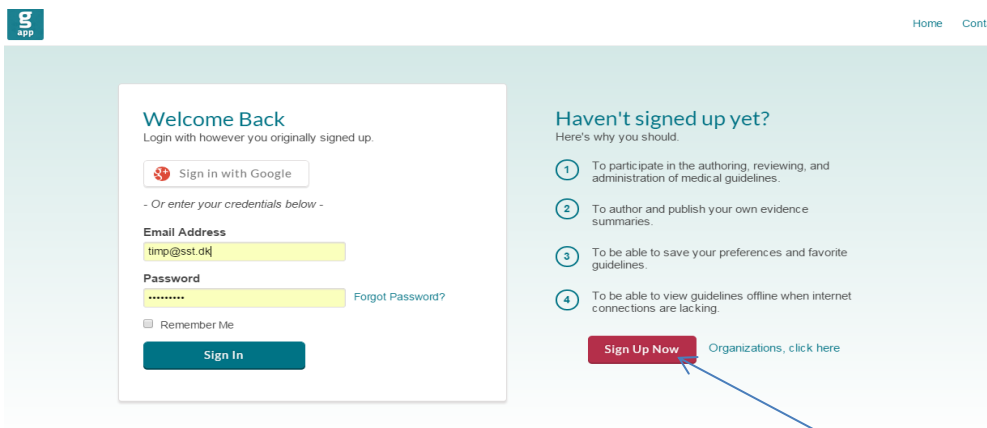 g
app
Home Cont
Welcome Back
Login with however you originally signed up.
g+ Sign in with Google
- Or enter your credentials below -
Email Address
timp@sst.dk
Password
•••••••••
Forgot Password?
Remember Me
Sign In
Haven't signed up yet?
Here's why you should.
1 To participate in the authoring, reviewing, and
administration of medical guidelines.
2 To author and publish your own evidence
summaries.
3 To be able to save your preferences and favorite
guidelines.
4 To be able to view guidelines offline when internet
connections are lacking.
Sign Up Now
Organizations, click here